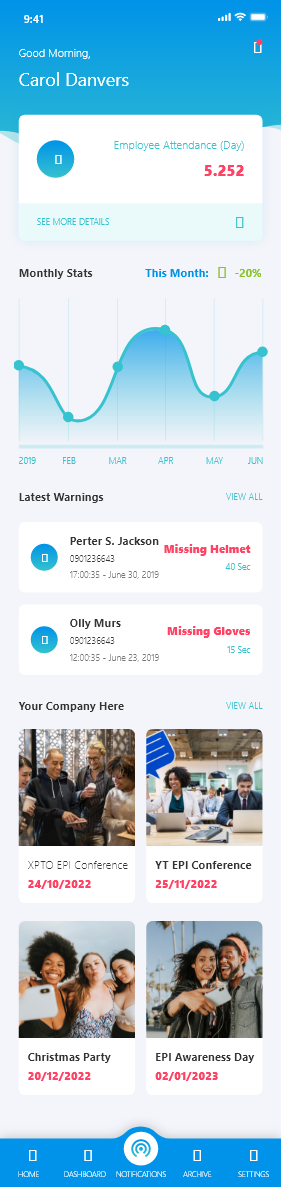 9:41
Good Morning,
Carol Danvers
Employee Attendance (Day)
5.252
SEE MORE DETAILS
Monthly Stats
This Month:
-20%
2019 FEB MAR APR MAY JUN
Latest Warnings
VIEW ALL
Perter S. Jackson
0901236643
17:00:35 - June 30, 2019
Missing Helmet
40 Sec
Olly Murs
0901236643
12:00:35 - June 23, 2019
Missing Gloves
15 Sec
Your Company Here
VIEW ALL
XPTO EPI Conference
24/10/2022
YT EPI Conference
25/11/2022
Christmas Party
20/12/2022
EPI Awareness Day
02/01/2023
HOME DASHBOARD NOTIFICATIONS ARCHIVE SETTINGS